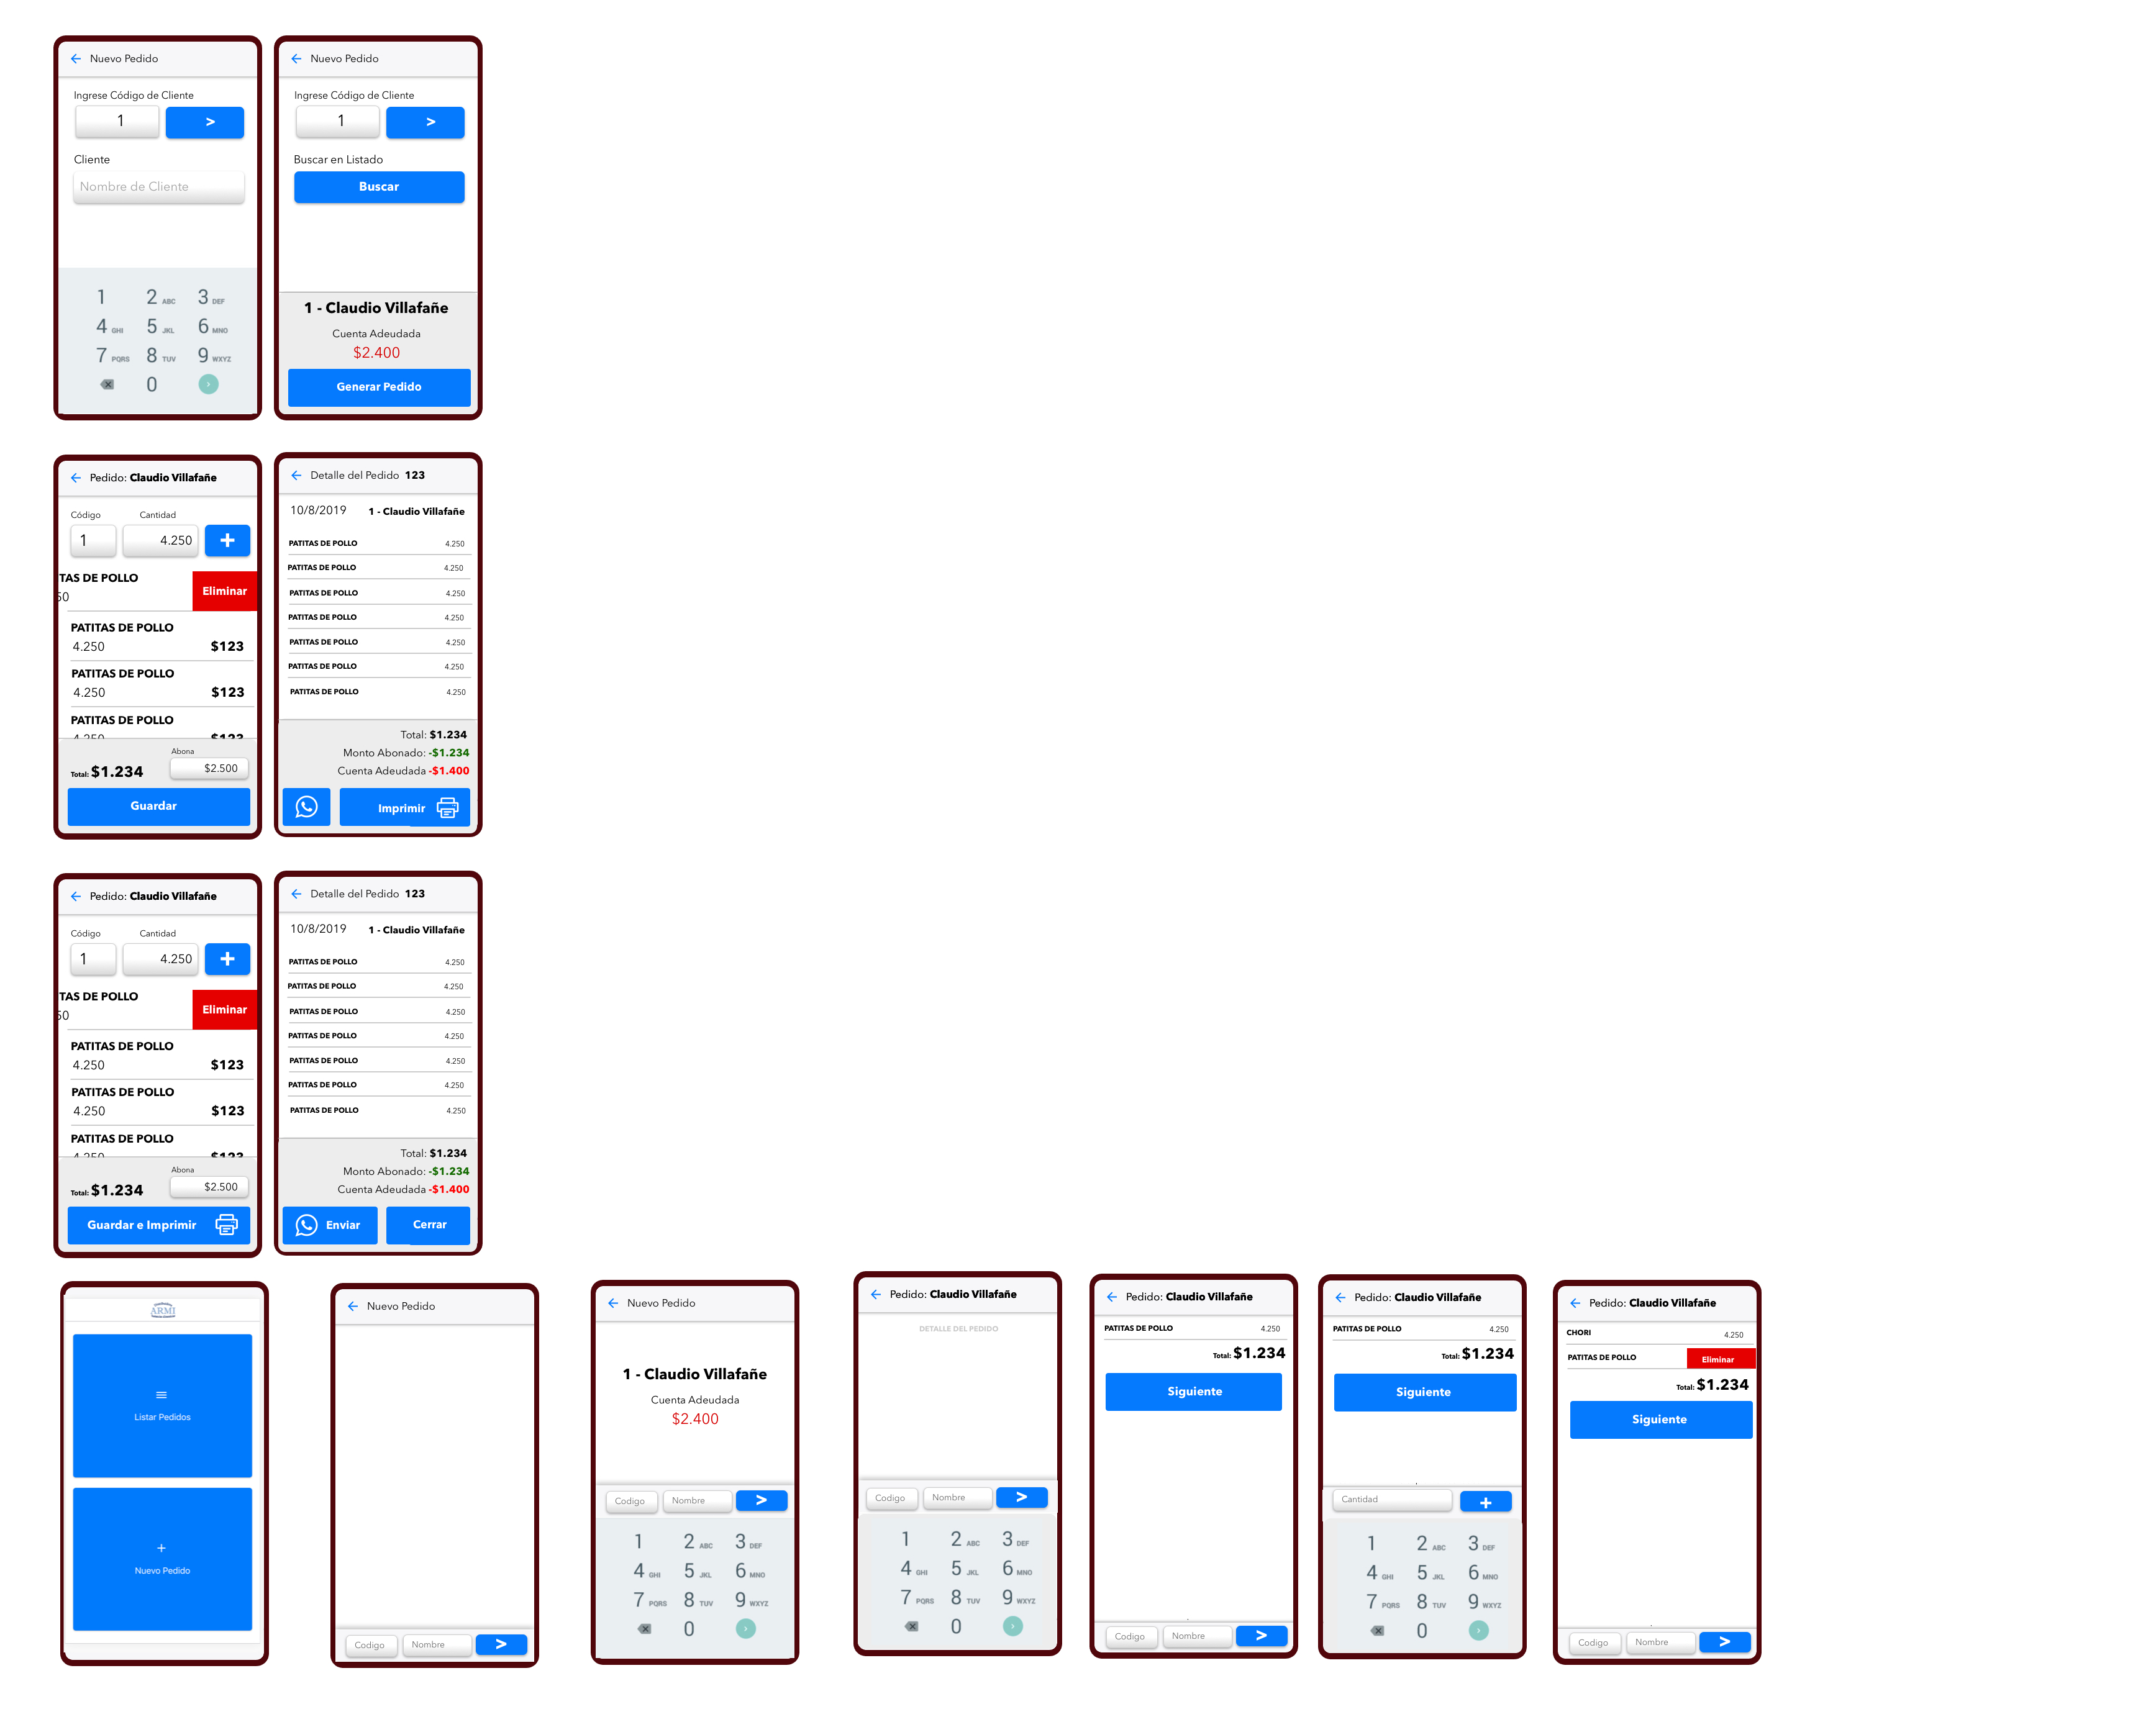 Nuevo Pedido
Ingrese Código de Cliente
1 >
Cliente
Nombre de Cliente
1 2 ABC 3 DEF
4 GHI 5 JKL 6 MNO
7 PQRS 8 TUV 9 WXYZ
0
Nuevo Pedido
Ingrese Código de Cliente
1 >
Buscar en Listado
Buscar
1 - Claudio Villafañe
Cuenta Adeudada
$2.400
Generar Pedido
Pedido: Claudio Villafañe
Código Cantidad
1 4.250 +
TAS DE POLLO
50 Eliminar
PATITAS DE POLLO
4.250 $123
PATITAS DE POLLO
4.250 $123
PATITAS DE POLLO
4.250 $123
Abona
Total: $1.234 $2.500
Guardar
Detalle del Pedido 123
10/8/2019 1 - Claudio Villafañe
PATITAS DE POLLO 4.250
PATITAS DE POLLO 4.250
PATITAS DE POLLO 4.250
PATITAS DE POLLO 4.250
PATITAS DE POLLO 4.250
PATITAS DE POLLO 4.250
PATITAS DE POLLO 4.250
Total: $1.234
Monto Abonado: -$1.234
Cuenta Adeudada -$1.400
Imprimir
Pedido: Claudio Villafañe
Código Cantidad
1 4.250 +
TAS DE POLLO
50 Eliminar
PATITAS DE POLLO
4.250 $123
PATITAS DE POLLO
4.250 $123
PATITAS DE POLLO
4.250 $123
Abona
Total: $1.234 $2.500
Guardar e Imprimir
Detalle del Pedido 123
10/8/2019 1 - Claudio Villafañe
PATITAS DE POLLO 4.250
PATITAS DE POLLO 4.250
PATITAS DE POLLO 4.250
PATITAS DE POLLO 4.250
PATITAS DE POLLO 4.250
PATITAS DE POLLO 4.250
PATITAS DE POLLO 4.250
Total: $1.234
Monto Abonado: -$1.234
Cuenta Adeudada -$1.400
Enviar Cerrar
ARMI
Listar Pedidos
+
Nuevo Pedido
Nuevo Pedido
Codigo Nombre >
Nuevo Pedido
1 - Claudio Villafañe
Cuenta Adeudada
$2.400
Codigo Nombre >
1 2 ABC 3 DEF
4 GHI 5 JKL 6 MNO
7 PQRS 8 TUV 9 WXYZ
0
Pedido: Claudio Villafañe
DETALLE DEL PEDIDO
Codigo Nombre >
1 2 ABC 3 DEF
4 GHI 5 JKL 6 MNO
7 PQRS 8 TUV 9 WXYZ
0
Pedido: Claudio Villafañe
PATITAS DE POLLO 4.250
Total: $1.234
Siguiente
Codigo Nombre >
Pedido: Claudio Villafañe
PATITAS DE POLLO 4.250
Total: $1.234
Siguiente
Cantidad +
1 2 ABC 3 DEF
4 GHI 5 JKL 6 MNO
7 PQRS 8 TUV 9 WXYZ
0
Pedido: Claudio Villafañe
CHORI 4.250
PATITAS DE POLLO Eliminar
Total: $1.234
Siguiente
Codigo Nombre >